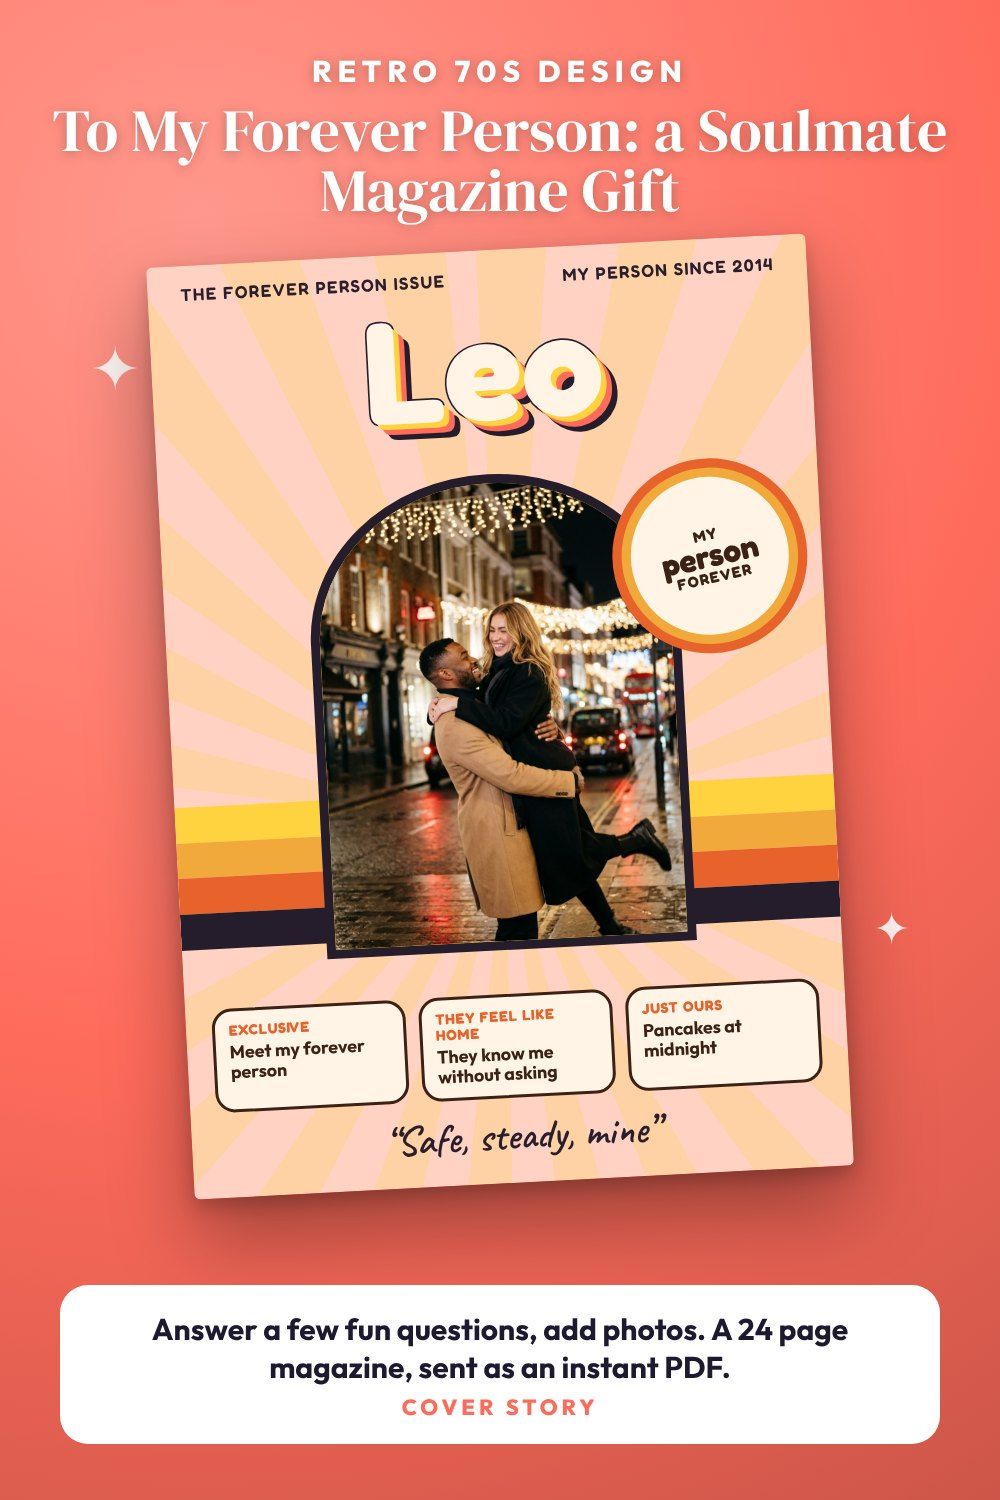 RETRO 70S DESIGN
To My Forever Person: a Soulmate
Magazine Gift
THE FOREVER PERSON ISSUE
MY PERSON SINCE 2014
Leo
MY
person
FOREVER
EXCLUSIVE
Meet my forever
person
THEY FEEL LIKE
HOME
They know me
without asking
JUST OURS
Pancakes at
midnight
“Safe, steady, mine”
Answer a few fun questions, add photos. A 24 page
magazine, sent as an instant PDF.
COVER STORY